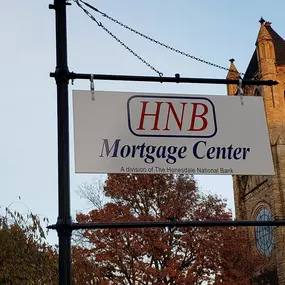 HNB
Mortgage Center
A division of The Honesdale National Bank